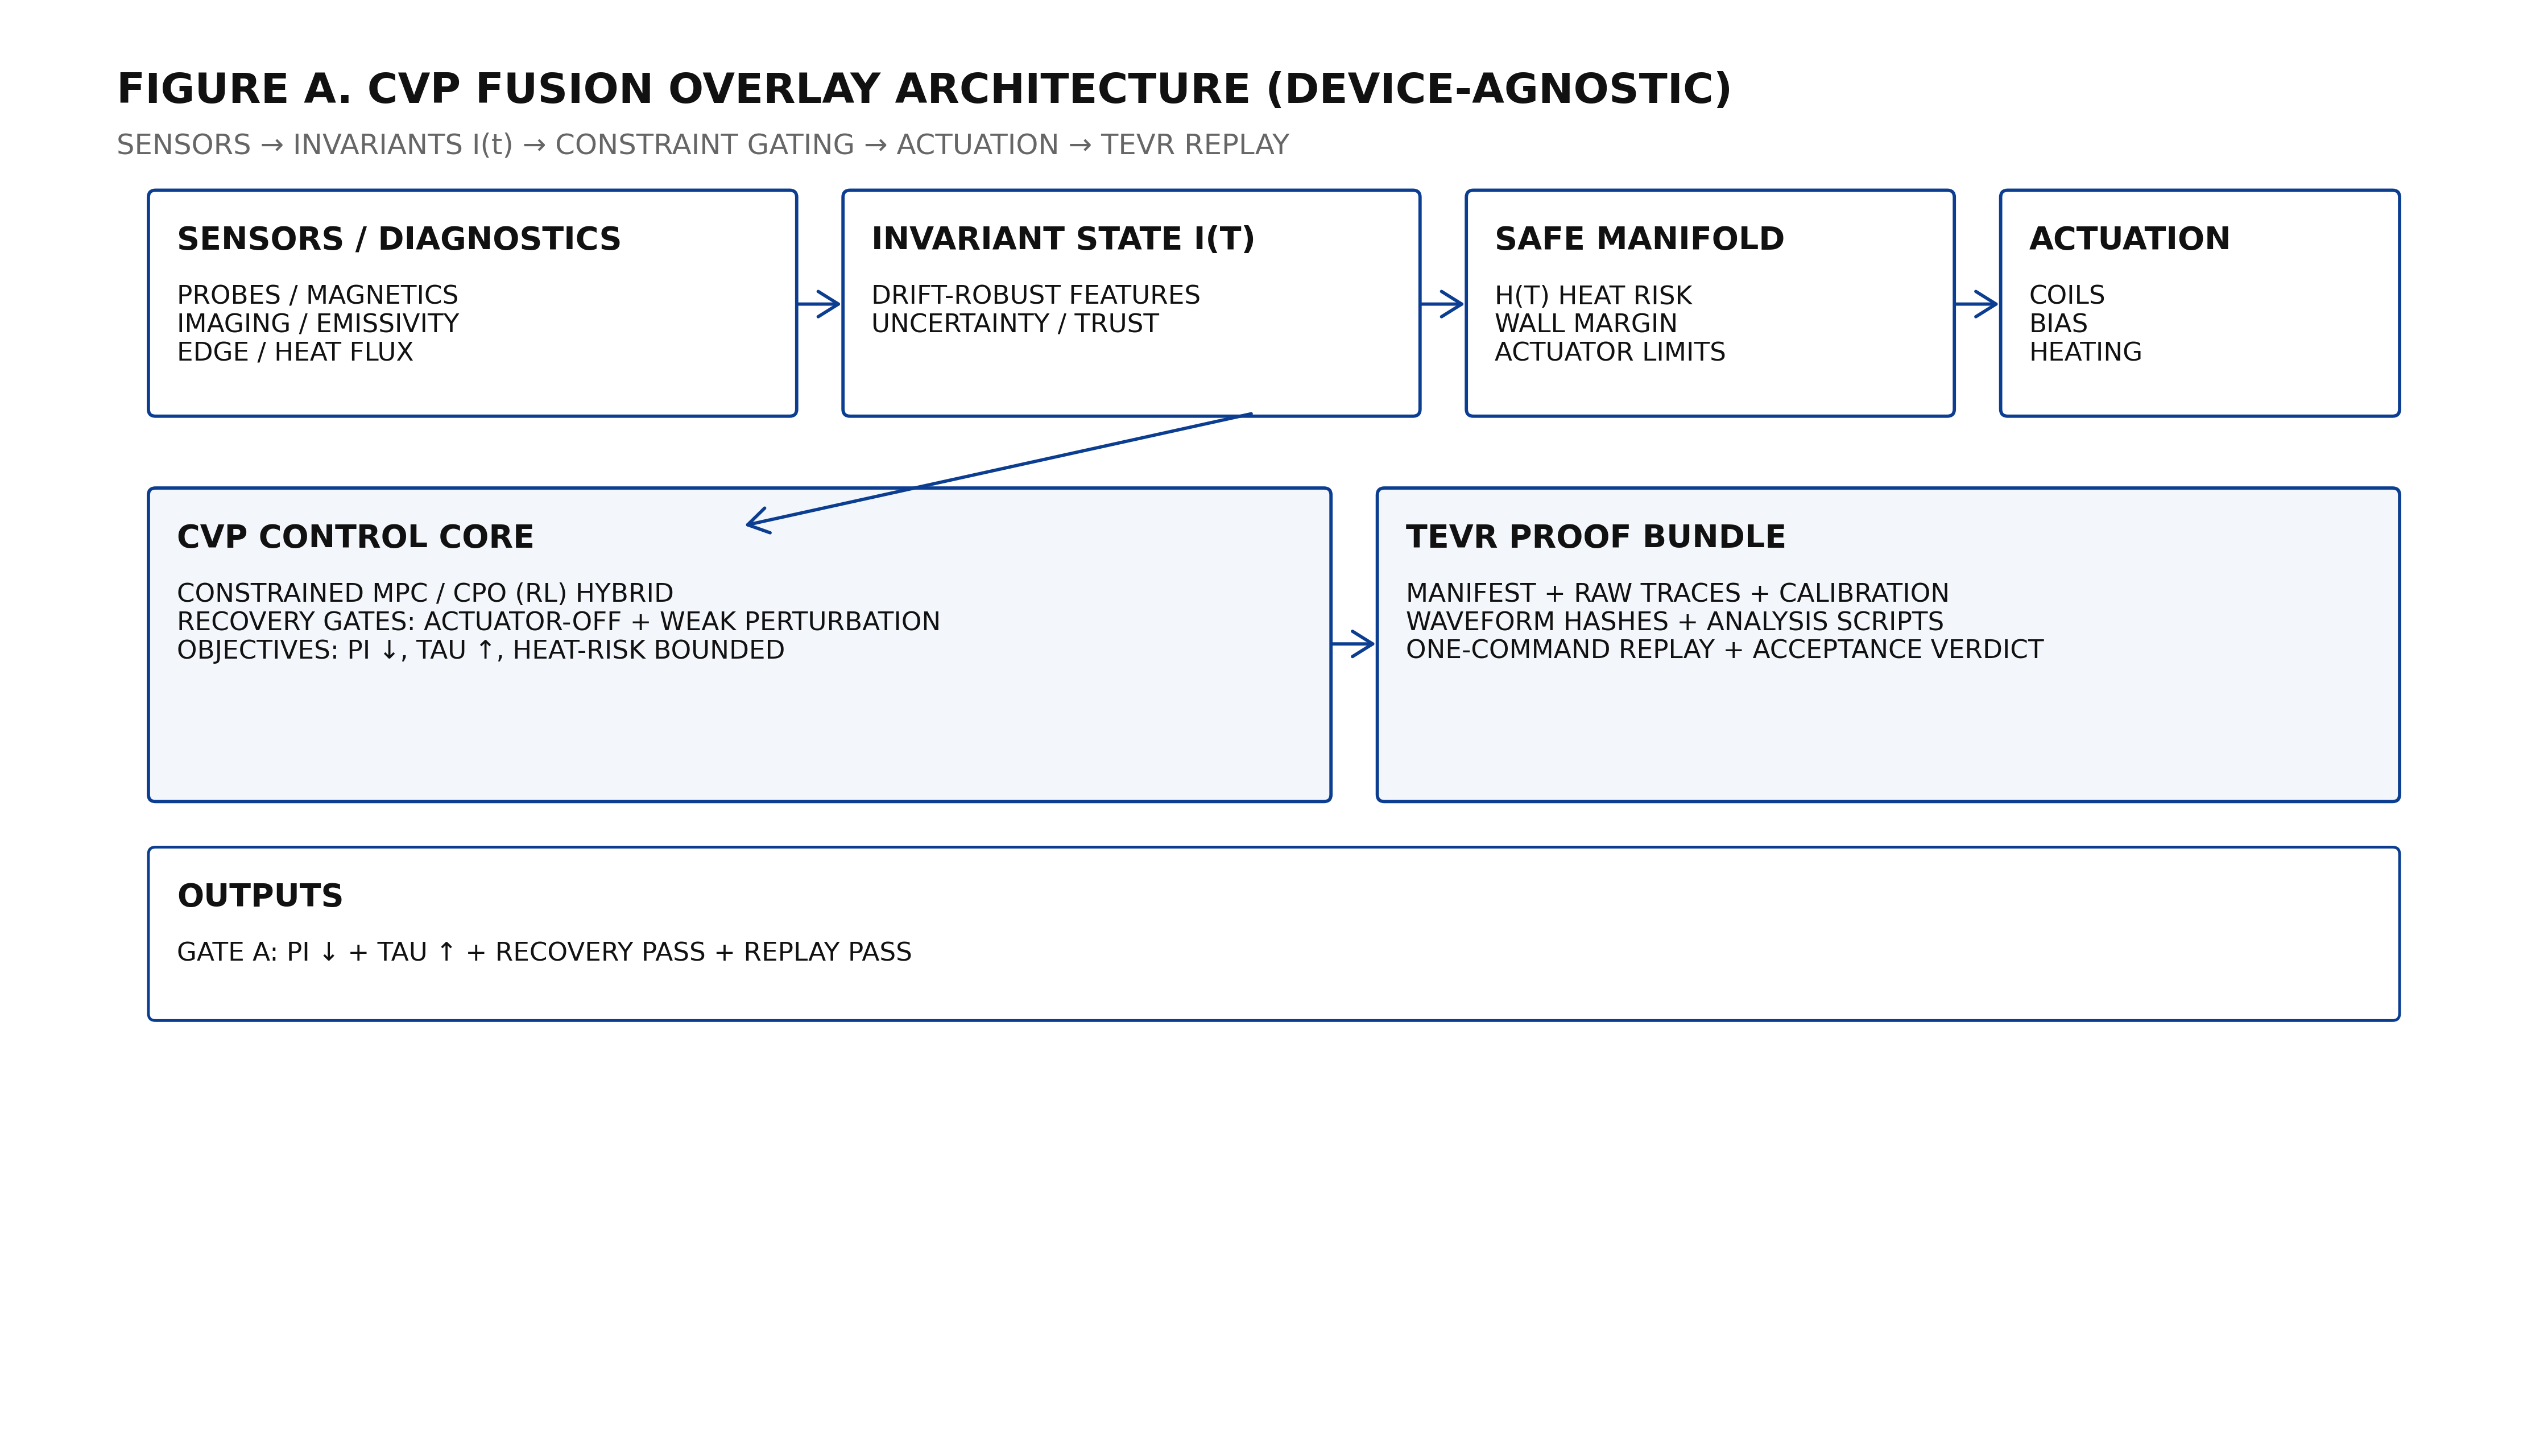 FIGURE A. CVP FUSION OVERLAY ARCHITECTURE (DEVICE-AGNOSTIC)
SENSORS → INVARIANTS I(t) → CONSTRAINT GATING → ACTUATION → TEVR REPLAY
SENSORS / DIAGNOSTICS
PROBES / MAGNETICS
IMAGING / EMISSIVITY
EDGE / HEAT FLUX
INVARIANT STATE I(T)
DRIFT-ROBUST FEATURES
UNCERTAINTY / TRUST
SAFE MANIFOLD
H(T) HEAT RISK
WALL MARGIN
ACTUATOR LIMITS
ACTUATION
COILS
BIAS
HEATING
CVP CONTROL CORE
CONSTRAINED MPC / CPO (RL) HYBRID
RECOVERY GATES: ACTUATOR-OFF + WEAK PERTURBATION
OBJECTIVES: PI ↓, TAU ↑, HEAT-RISK BOUNDED
TEVR PROOF BUNDLE
MANIFEST + RAW TRACES + CALIBRATION
WAVEFORM HASHES + ANALYSIS SCRIPTS
ONE-COMMAND REPLAY + ACCEPTANCE VERDICT
OUTPUTS
GATE A: PI ↓ + TAU ↑ + RECOVERY PASS + REPLAY PASS